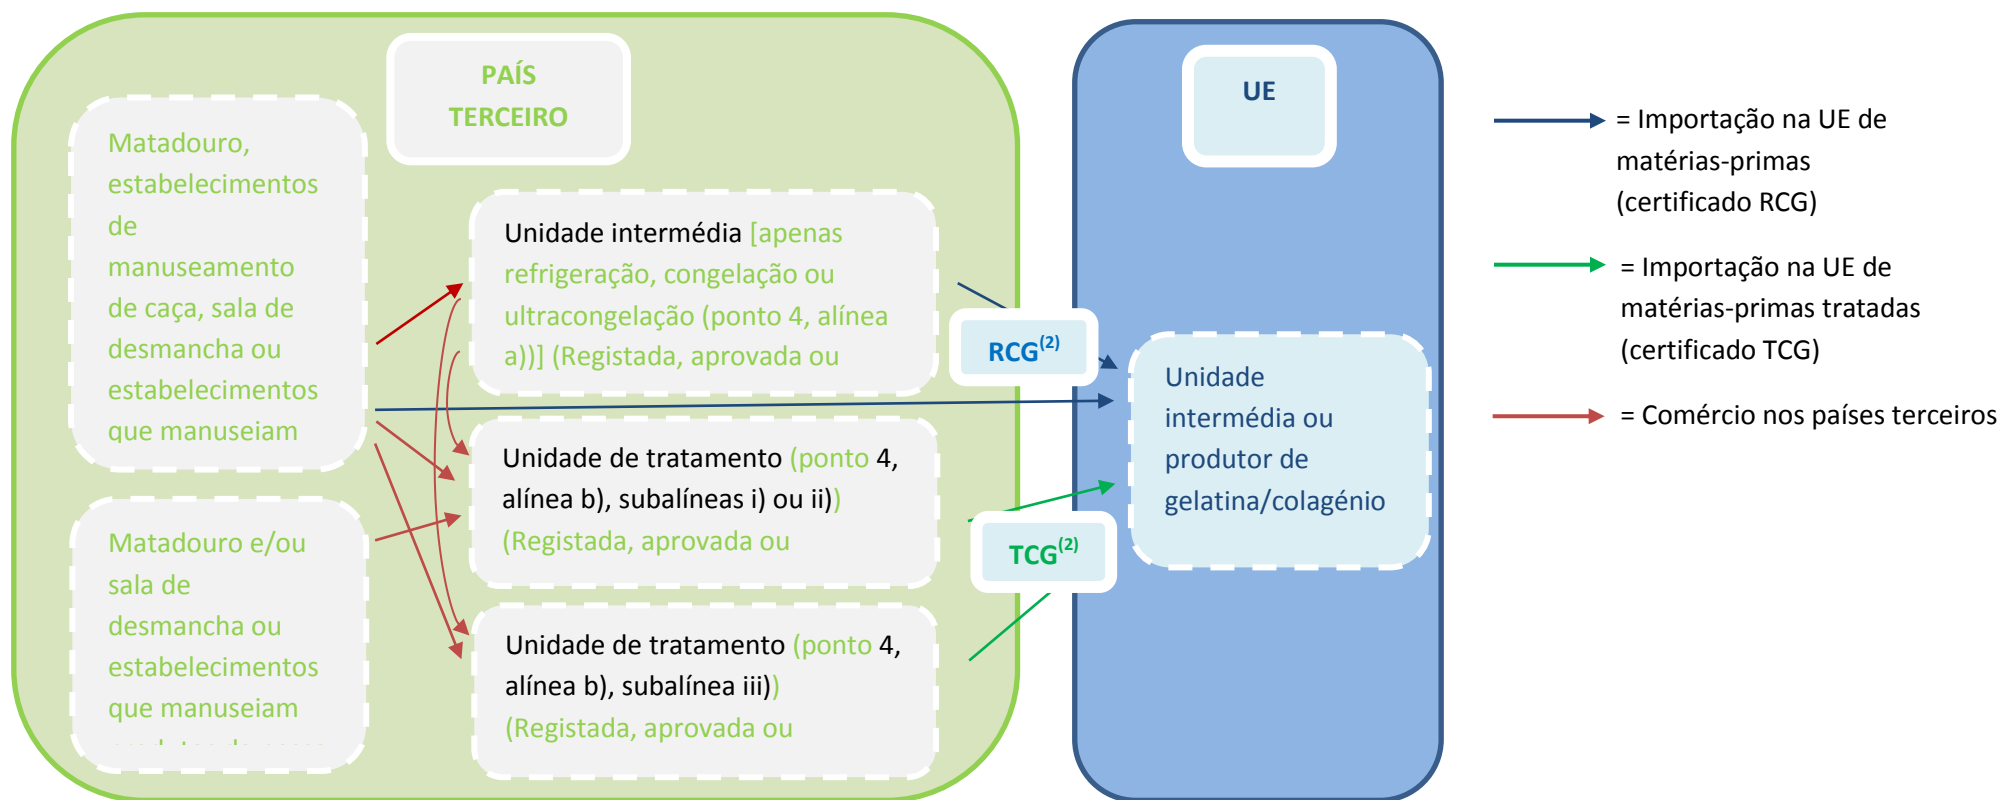 PAÍS
TERCEIRO
Matadouro,
estabelecimentos
de
manuseamento
de caça, sala de
desmancha ou
estabelecimentos
que manuseiam
Matadouro e/ou
sala de
desmancha ou
estabelecimentos
que manuseiam
Unidade intermédia [apenas
refrigeração, congelação ou
ultracongelação (ponto 4, alínea
a))] (Registada, aprovada ou
Unidade de tratamento (ponto 4,
alínea b), subalíneas i) ou ii))
(Registada, aprovada ou
Unidade de tratamento (ponto 4,
alínea b), subalínea iii))
(Registada, aprovada ou
RCG(2)
TCG(2)
UE
Unidade
intermédia ou
produtor de
gelatina/colagénio
= Importação na UE de
matérias-primas
(certificado RCG)
= Importação na UE de
matérias-primas tratadas
(certificado TCG)
= Comércio nos países terceiros